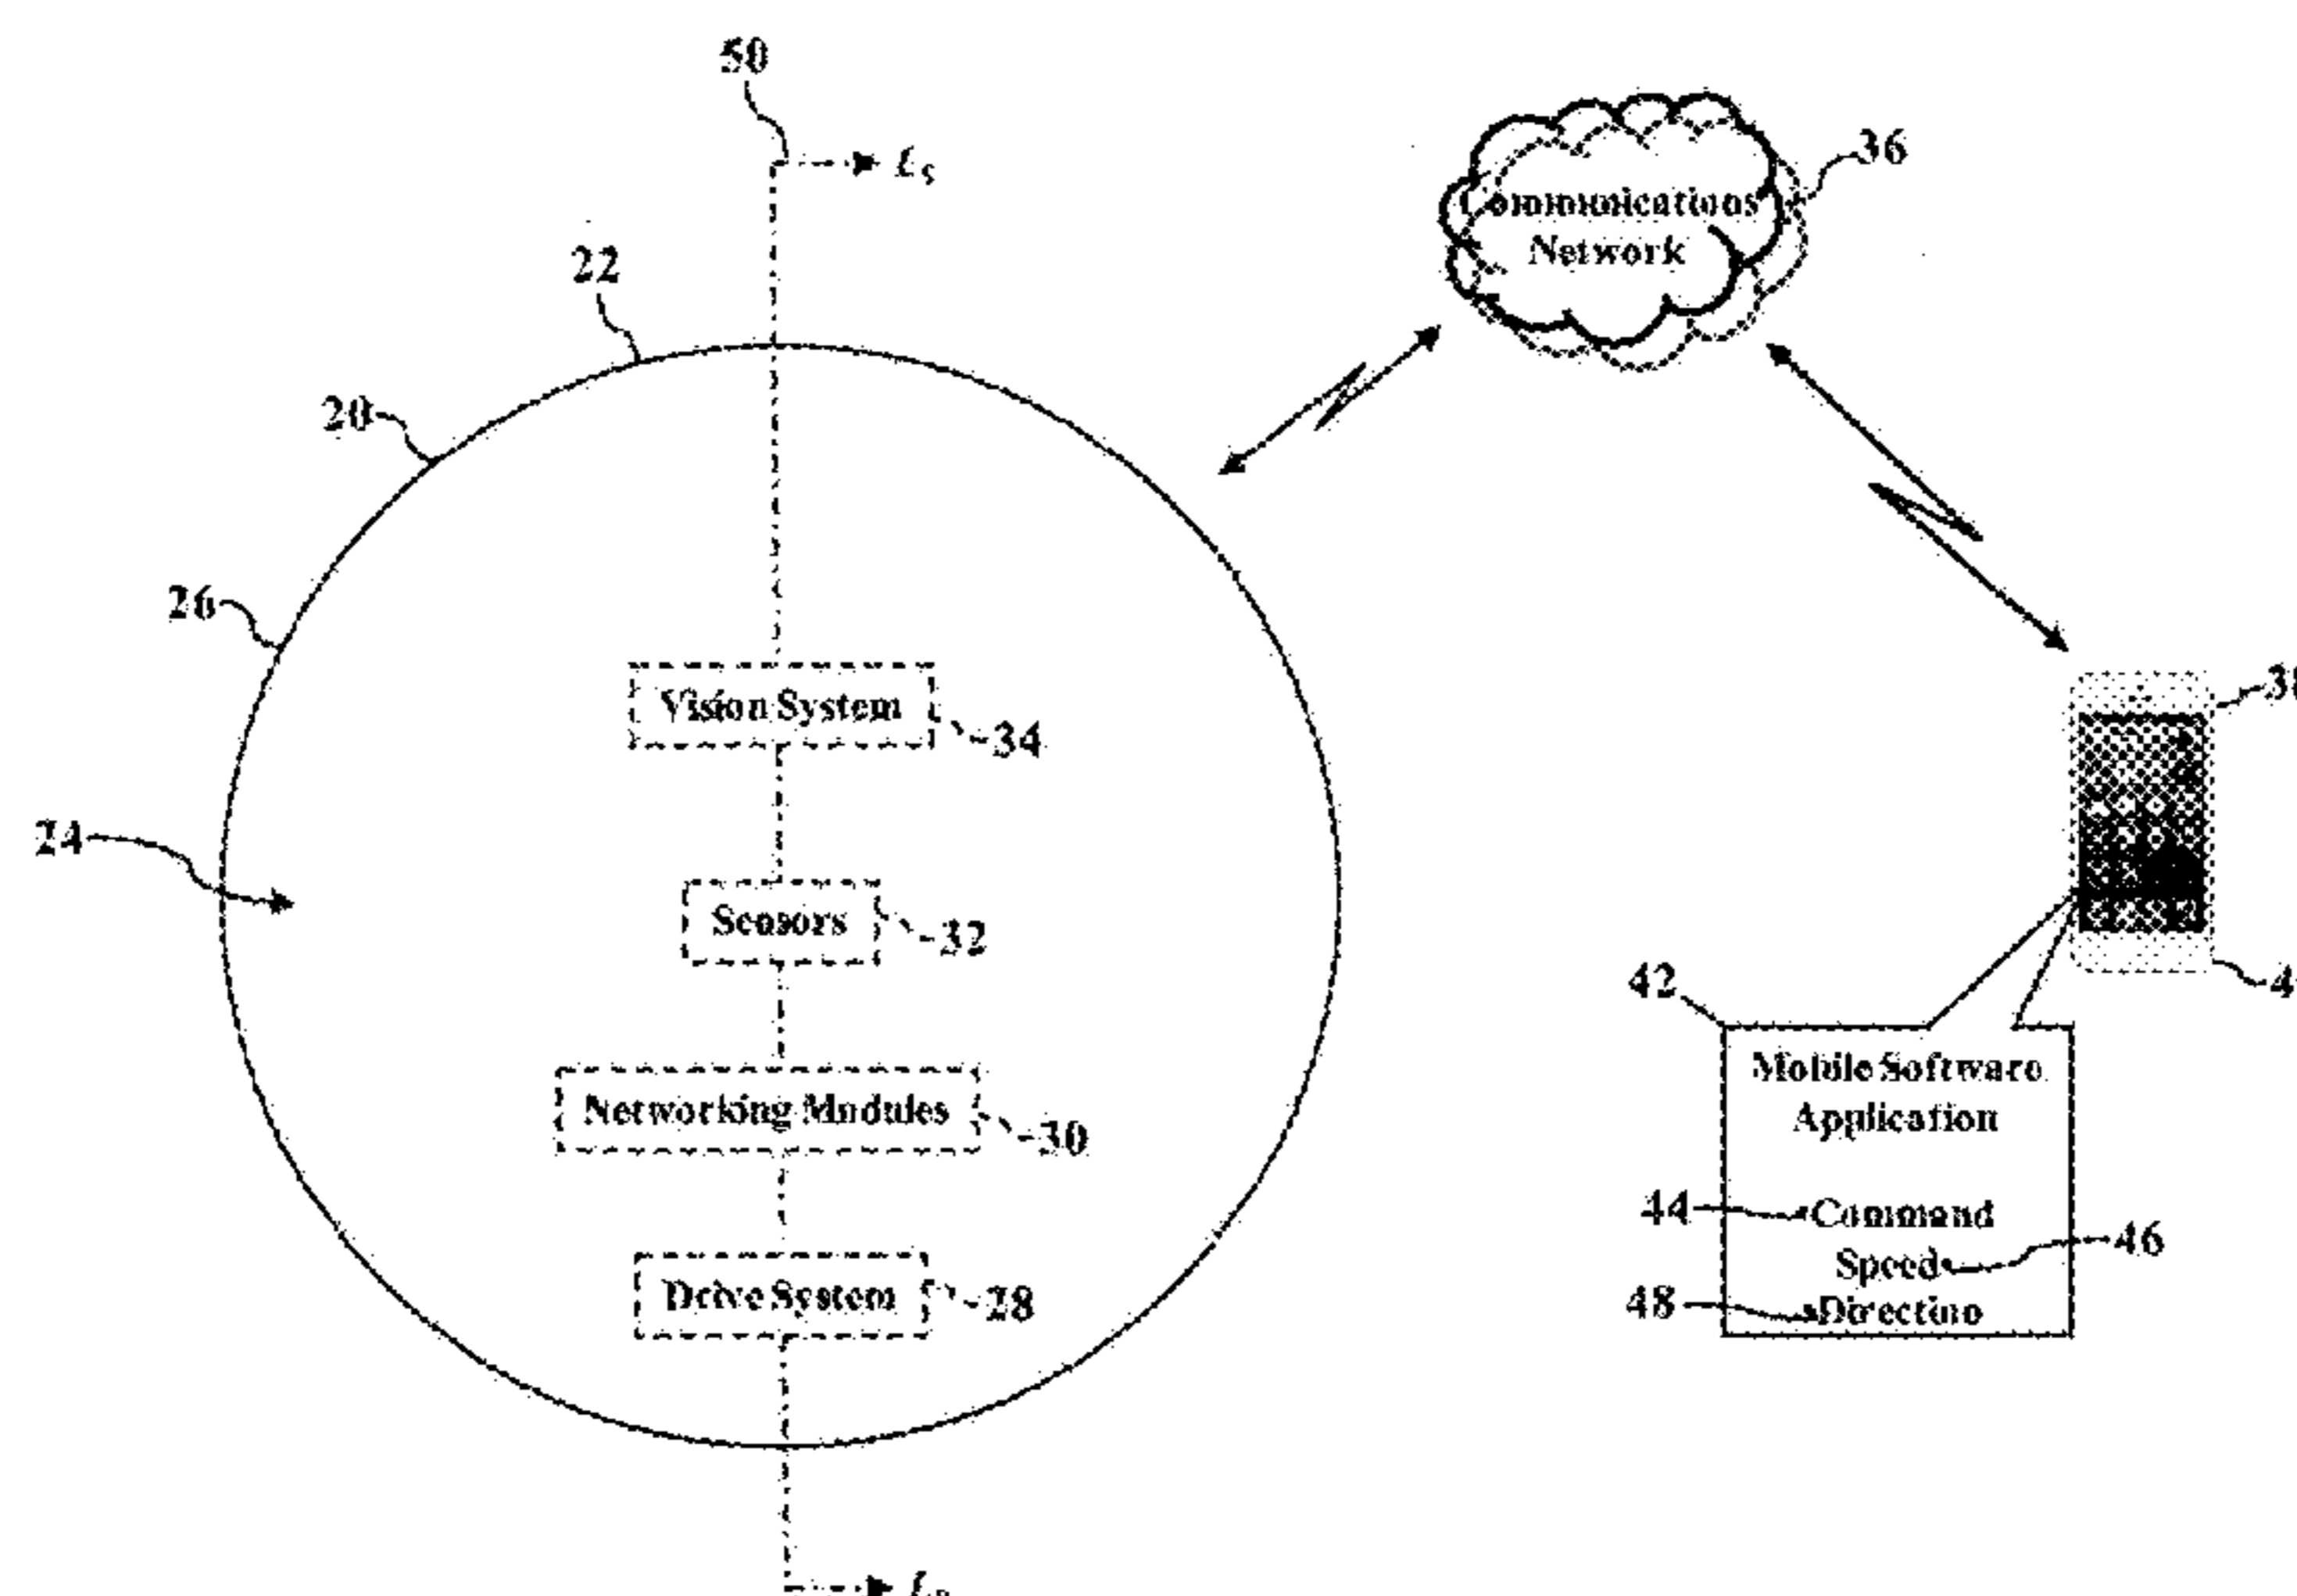 50
22
36
Communications
Network
20
26
Vision System
34
24
Sensors
32
42
Networking Modules
30
Mobile Software
Application
44
Command
Speed
46
Drive System
28
48
Direction